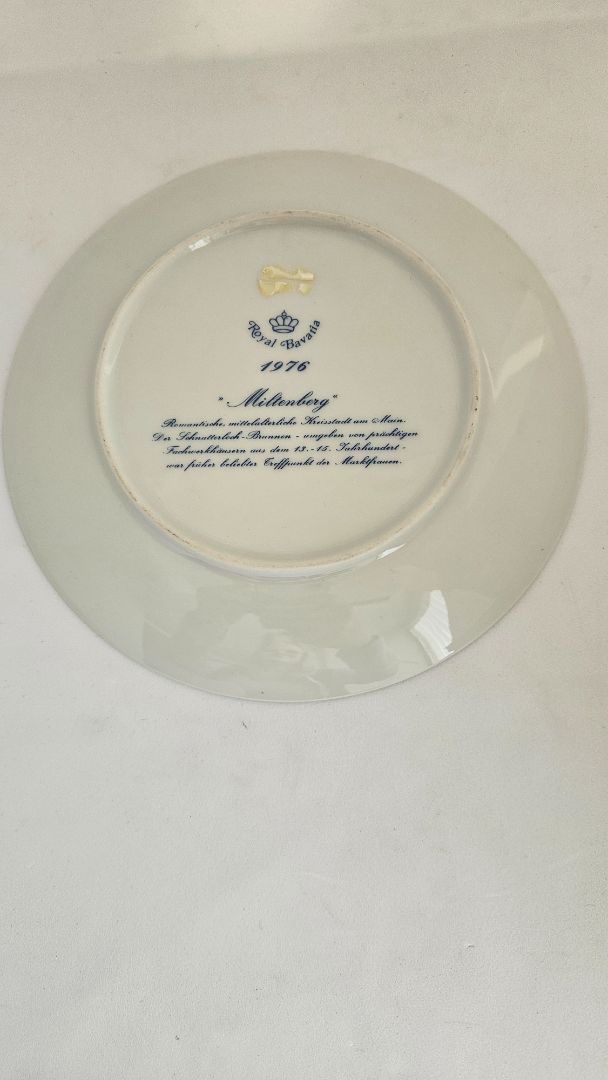 Royal Bavaria
1976
"Miltenberg"
Romantische, mittelalterliche Kreisstadt am Main.
Der Schnatterloch-Brunnen - umgeben von prächtigen
Fachwerkhäusern aus dem 13.-15. Jahrhundert -
war früher beliebter Treffpunkt der Marktfrauen.